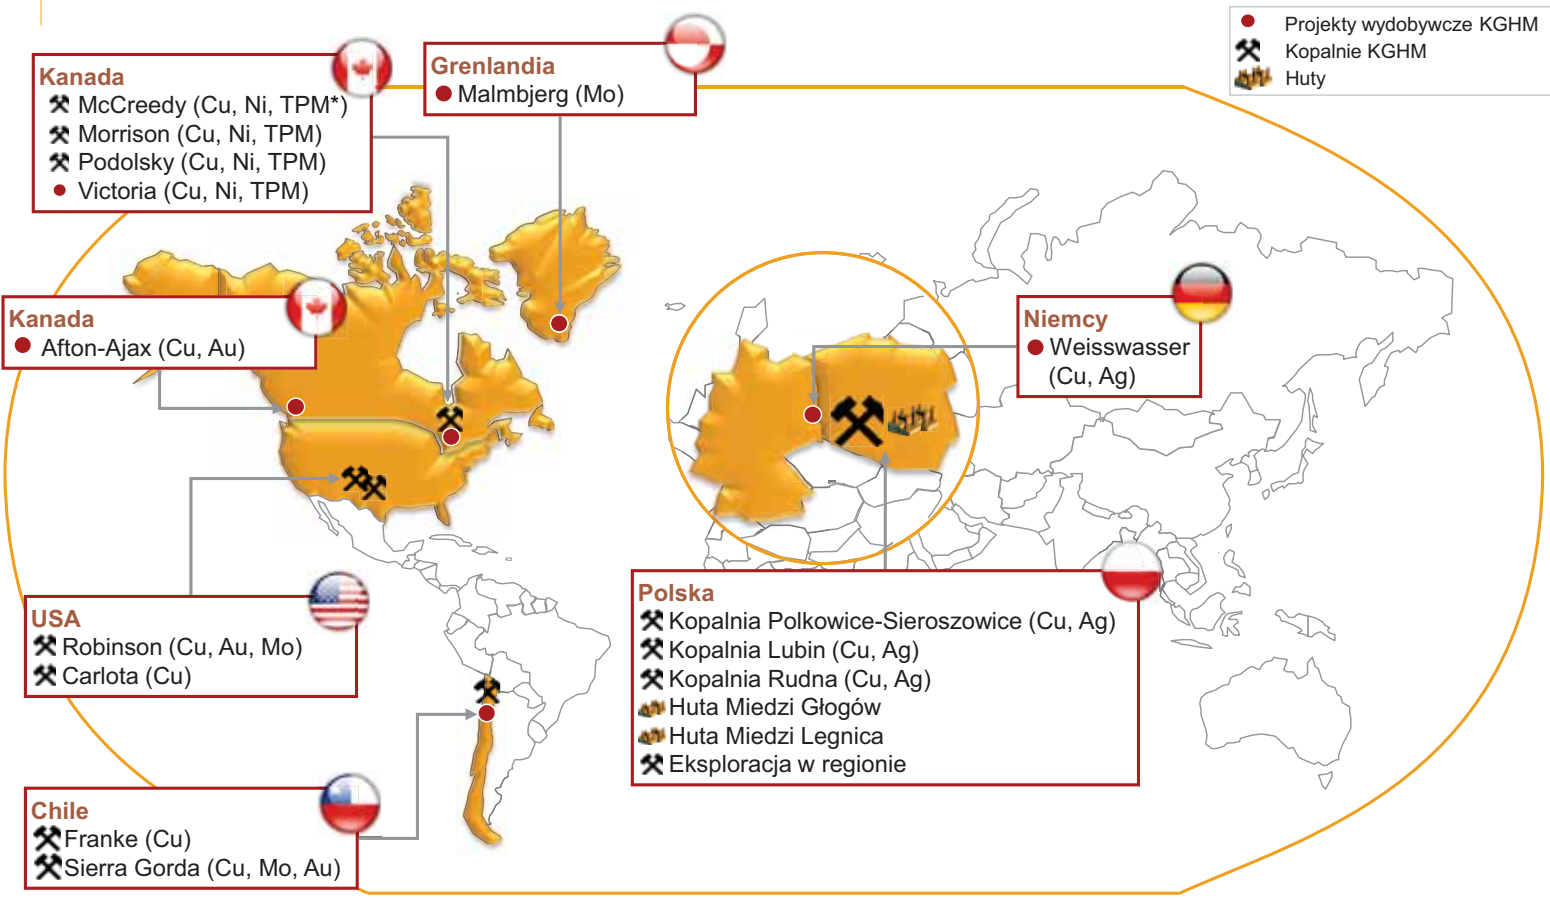 Projekty wydobywcze KGHM
Kopalnie KGHM
Huty
Kanada
McCreedy (Cu, Ni, TPM*)
Morrison (Cu, Ni, TPM)
Podolsky (Cu, Ni, TPM)
Victoria (Cu, Ni, TPM)
Grenlandia
Malmbjerg (Mo)
Kanada
Afton-Ajax (Cu, Au)
Niemcy
Weisswasser
(Cu, Ag)
USA
Robinson (Cu, Au, Mo)
Carlota (Cu)
Polska
Kopalnia Polkowice-Sieroszowice (Cu, Ag)
Kopalnia Lubin (Cu, Ag)
Kopalnia Rudna (Cu, Ag)
Huta Miedzi Głogów
Huta Miedzi Legnica
Eksploracja w regionie
Chile
Franke (Cu)
Sierra Gorda (Cu, Mo, Au)